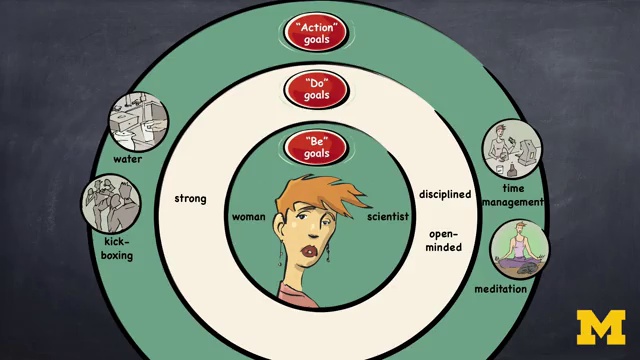 "Action"
goals
"Do"
goals
"Be"
goals
water
kick-
boxing
strong
woman
scientist
disciplined
open-
minded
time
management
meditation
M